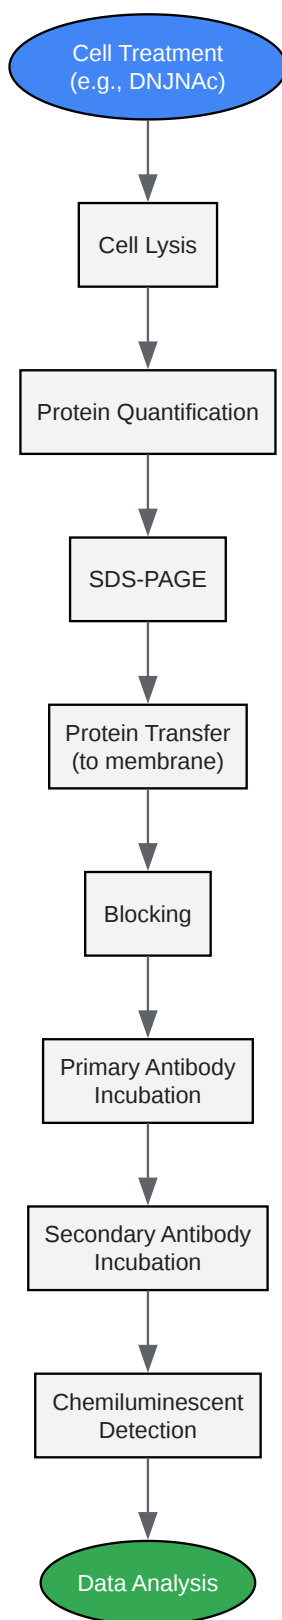 Cell Treatment
(e.g., DNJNAc)
Cell Lysis
Protein Quantification
SDS-PAGE
Protein Transfer
(to membrane)
Blocking
Primary Antibody
Incubation
Secondary Antibody
Incubation
Chemiluminescent
Detection
Data Analysis